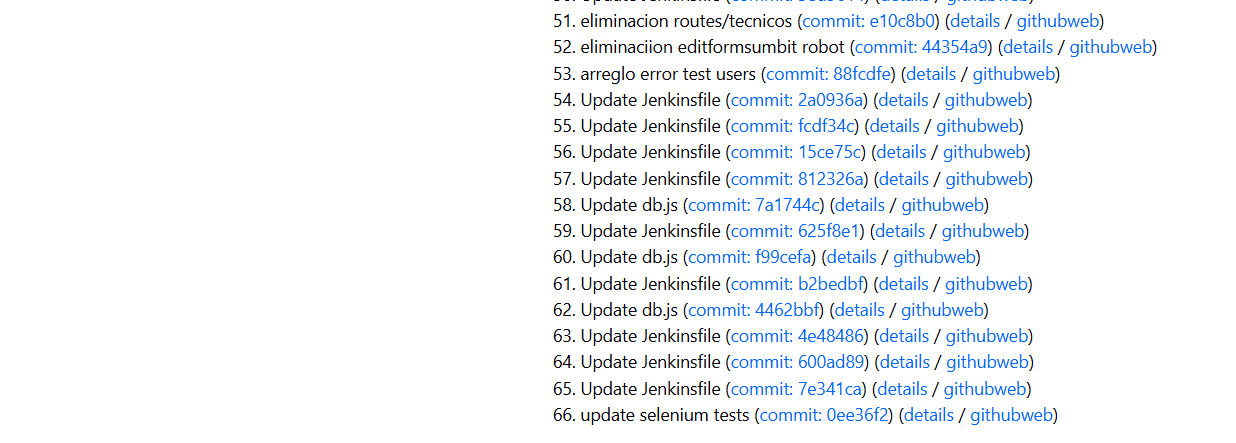 51. eliminacion routes/tecnicos (commit: e10c8b0) (details / githubweb)
52. eliminaciion editformsumbit robot (commit: 44354a9) (details / githubweb)
53. arreglo error test users (commit: 88fcdfe) (details / githubweb)
54. Update Jenkinsfile (commit: 2a0936a) (details / githubweb)
55. Update Jenkinsfile (commit: fcdf34c) (details / githubweb)
56. Update Jenkinsfile (commit: 15ce75c) (details / githubweb)
57. Update Jenkinsfile (commit: 812326a) (details / githubweb)
58. Update db.js (commit: 7a1744c) (details / githubweb)
59. Update Jenkinsfile (commit: 625f8e1) (details / githubweb)
60. Update db.js (commit: f99cefa) (details / githubweb)
61. Update Jenkinsfile (commit: b2bedbf) (details / githubweb)
62. Update db.js (commit: 4462bbf) (details / githubweb)
63. Update Jenkinsfile (commit: 4e48486) (details / githubweb)
64. Update Jenkinsfile (commit: 600ad89) (details / githubweb)
65. Update Jenkinsfile (commit: 7e341ca) (details / githubweb)
66. update selenium tests (commit: 0ee36f2) (details / githubweb)